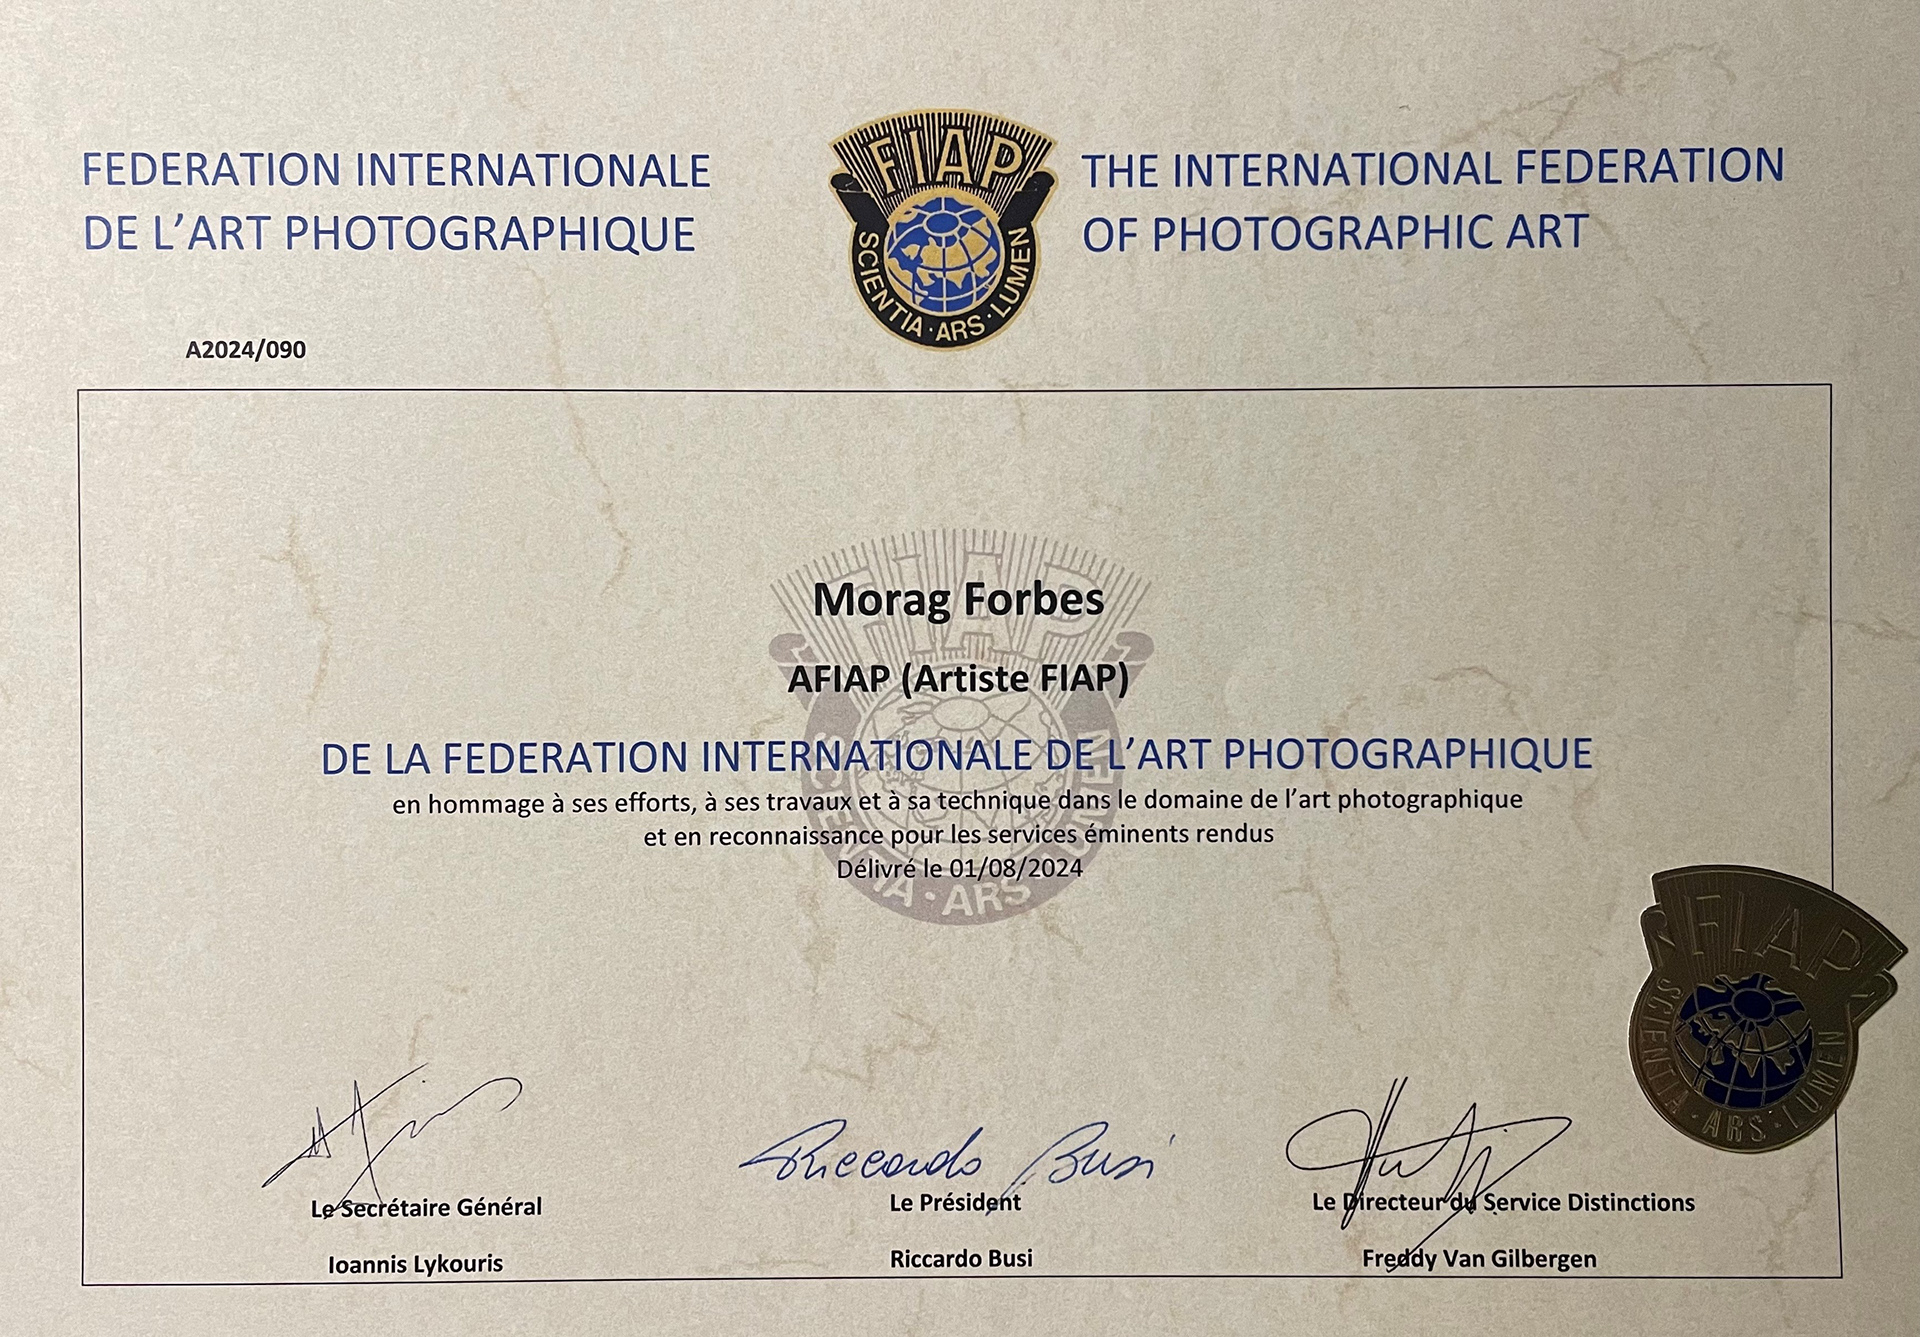 FEDERATION INTERNATIONALE
DE L’ART PHOTOGRAPHIQUE
FIAP
SCIENTIA · ARS · LUMEN
THE INTERNATIONAL FEDERATION
OF PHOTOGRAPHIC ART
A2024/090
Morag Forbes
AFIAP (Artiste FIAP)
DE LA FEDERATION INTERNATIONALE DE L’ART PHOTOGRAPHIQUE
en hommage à ses efforts, à ses travaux et à sa technique dans le domaine de l’art photographique
et en reconnaissance pour les services éminents rendus
Délivré le 01/08/2024
FIAP
SCIENTIA · ARS · LUMEN
Riccardo Busi
Le Secrétaire Général
Le Président
Le Directeur du Service Distinctions
Ioannis Lykouris
Riccardo Busi
Freddy Van Gilbergen